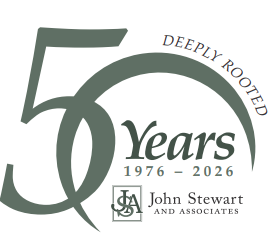 50
DEEPLY ROOTED
Years
1976 – 2026
JSA John Stewart
AND ASSOCIATES